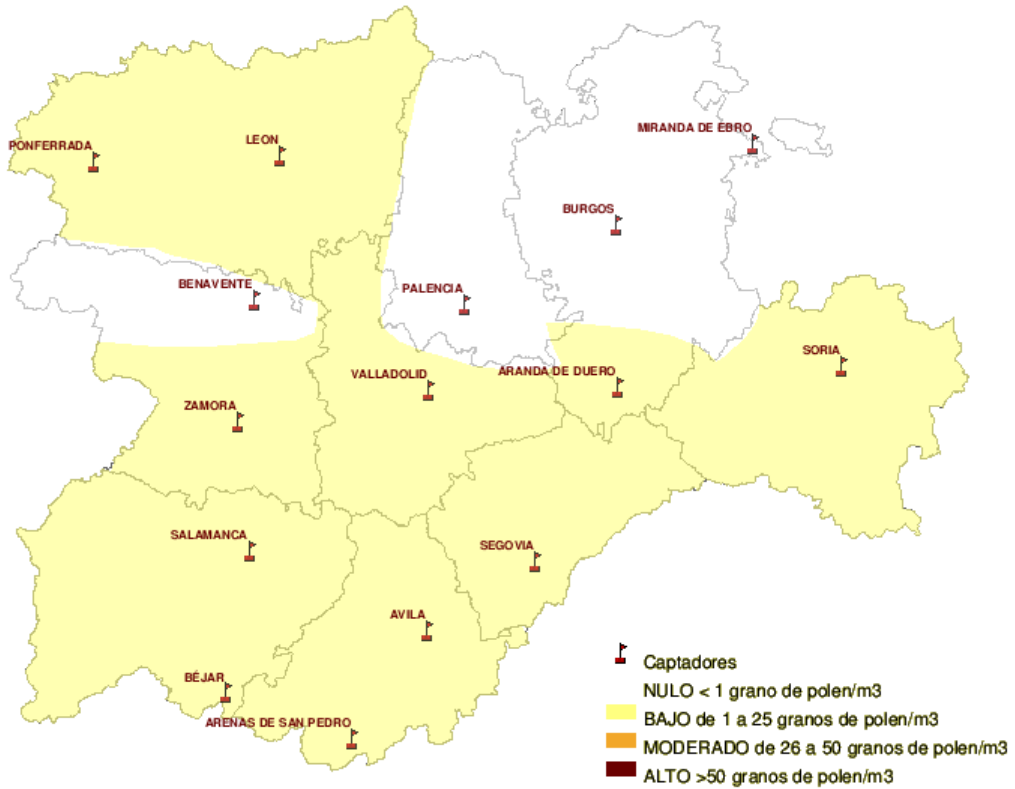 MIRANDA DE EBRO
PONFERRADA
LEON
BURGOS
BENAVENTE
PALENCIA
SORIA
VALLADOLID
ARANDA DE DUERO
ZAMORA
SALAMANCA
SEGOVIA
AVILA
BÉJAR
ARENAS DE SAN PEDRO
Captadores
NULO < 1 grano de polen/m3
BAJO de 1 a 25 granos de polen/m3
MODERADO de 26 a 50 granos de polen/m3
ALTO >50 granos de polen/m3